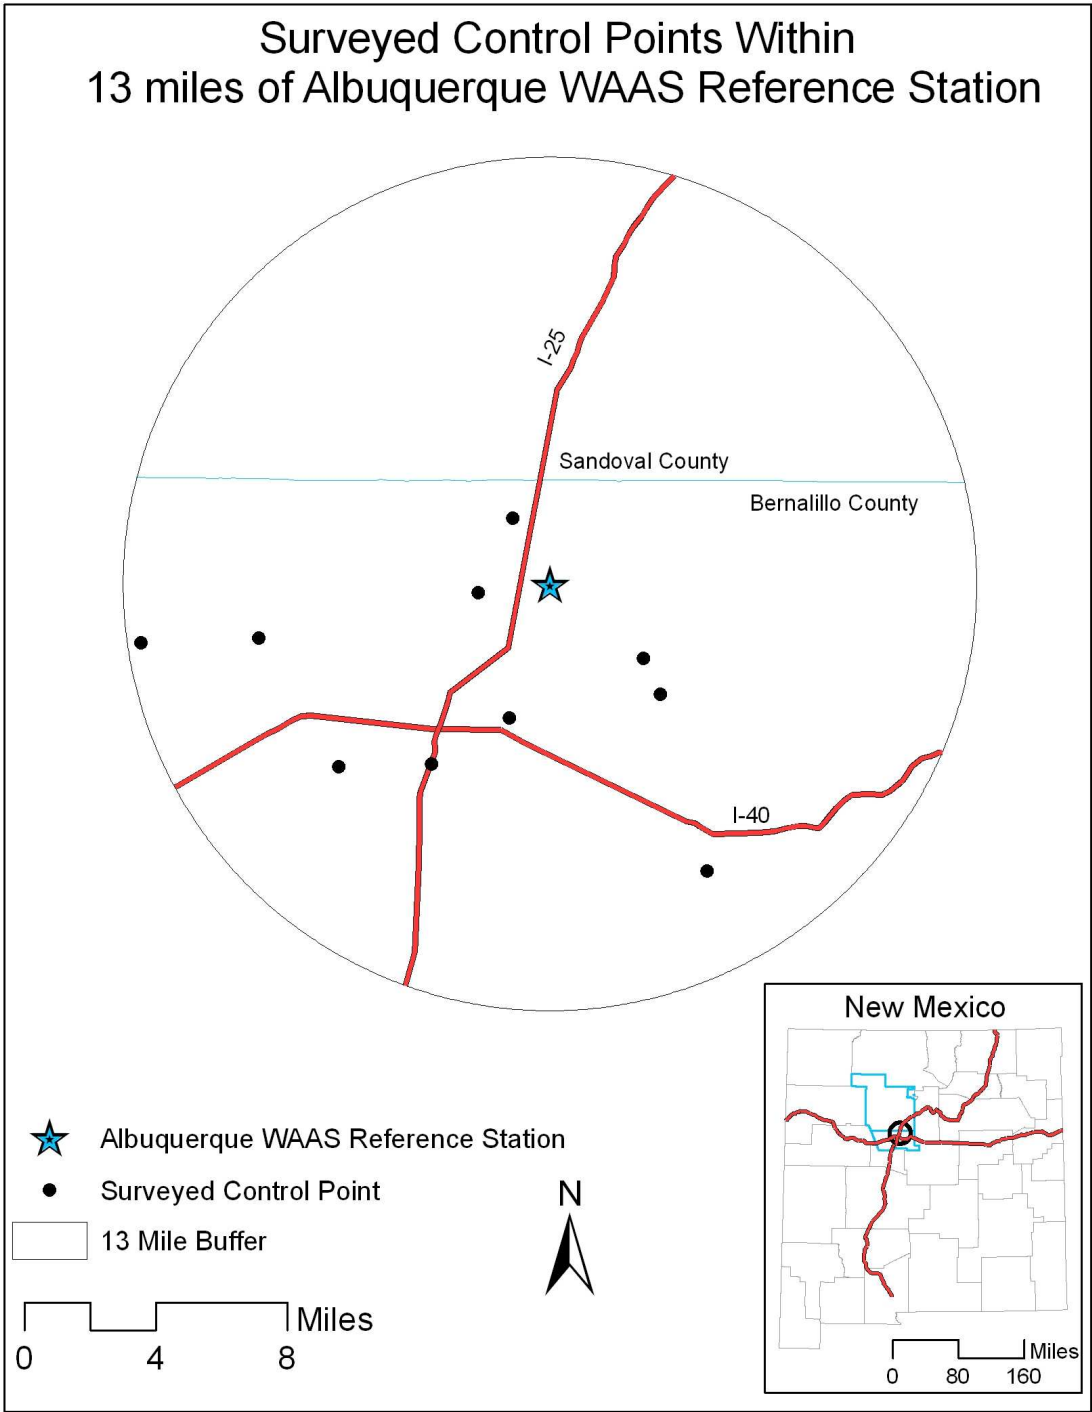 Surveyed Control Points Within
13 miles of Albuquerque WAAS Reference Station
I-25
Sandoval County
Bernalillo County
I-40
New Mexico
Albuquerque WAAS Reference Station
Surveyed Control Point
13 Mile Buffer
N
Miles
0 4 8
Miles
0 80 160